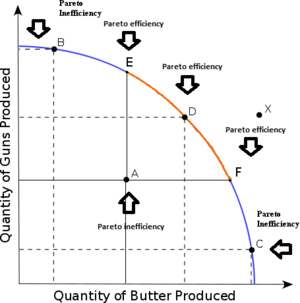 Pareto
Inefficiency
Pareto efficiency
B
E
Pareto efficiency
D
X
Pareto efficiency
F
A
Pareto inefficiency
Pareto
Inefficiency
C
Quantity of Guns Produced
Quantity of Butter Produced